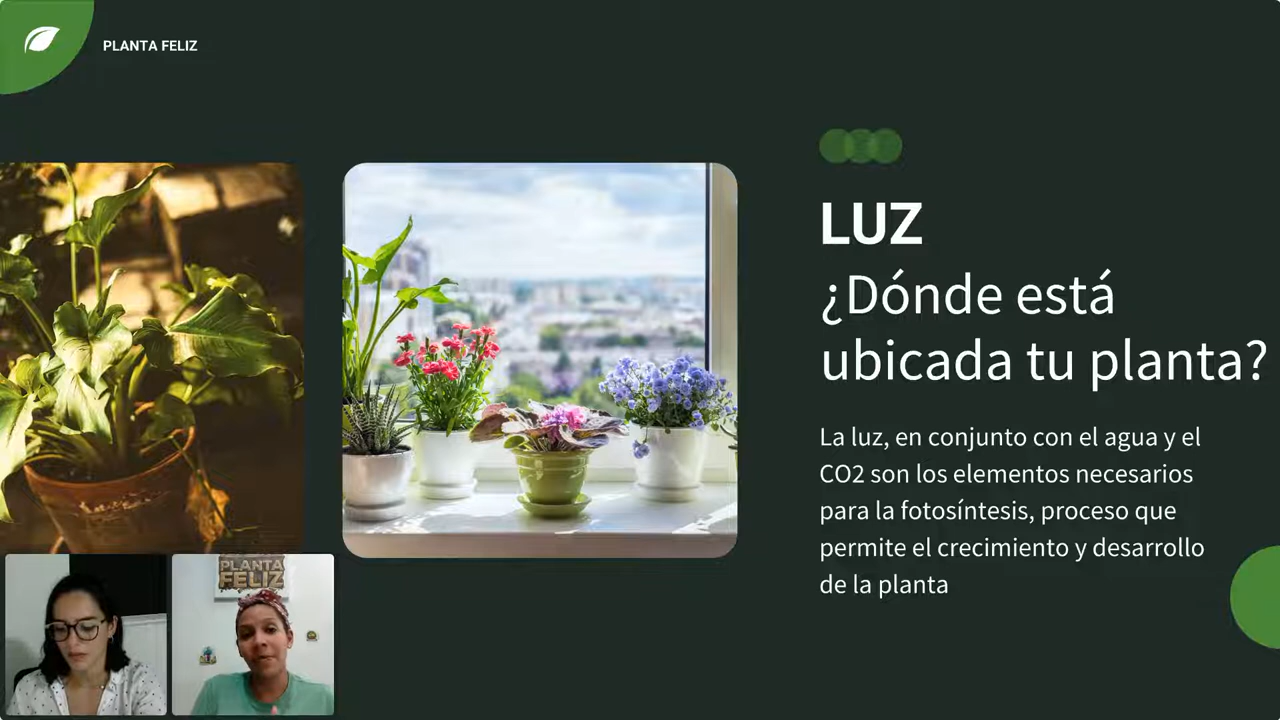 PLANTA FELIZ
LUZ
¿Dónde está
ubicada tu planta?
La luz, en conjunto con el agua y el
CO2 son los elementos necesarios
para la fotosíntesis, proceso que
permite el crecimiento y desarrollo
de la planta
PLANTA
FELIZ